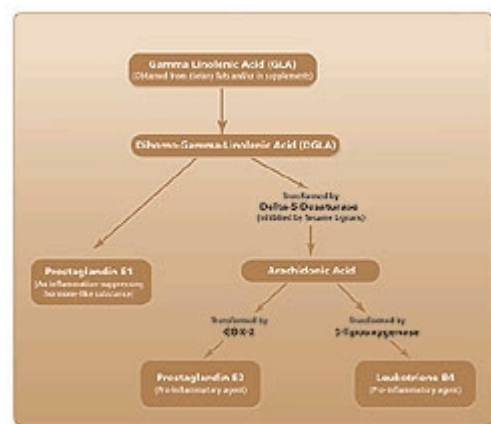 Gamma Linolenic Acid (GLA)
(Obtained from dietary fats and/or in supplements)
Dihomo-Gamma-Linolenic Acid (DGLA)
Transformed by
Delta-5-Desaturase
(Inhibited by Sesame Lignans)
Prostaglandin E1
(An inflammation suppressing
hormone-like substance)
Arachidonic Acid
Transformed by
COX-2
Transformed by
5-lipoxygenase
Prostaglandin E2
(Pro-inflammatory agent)
Leukotriene B4
(Pro-inflammatory agent)